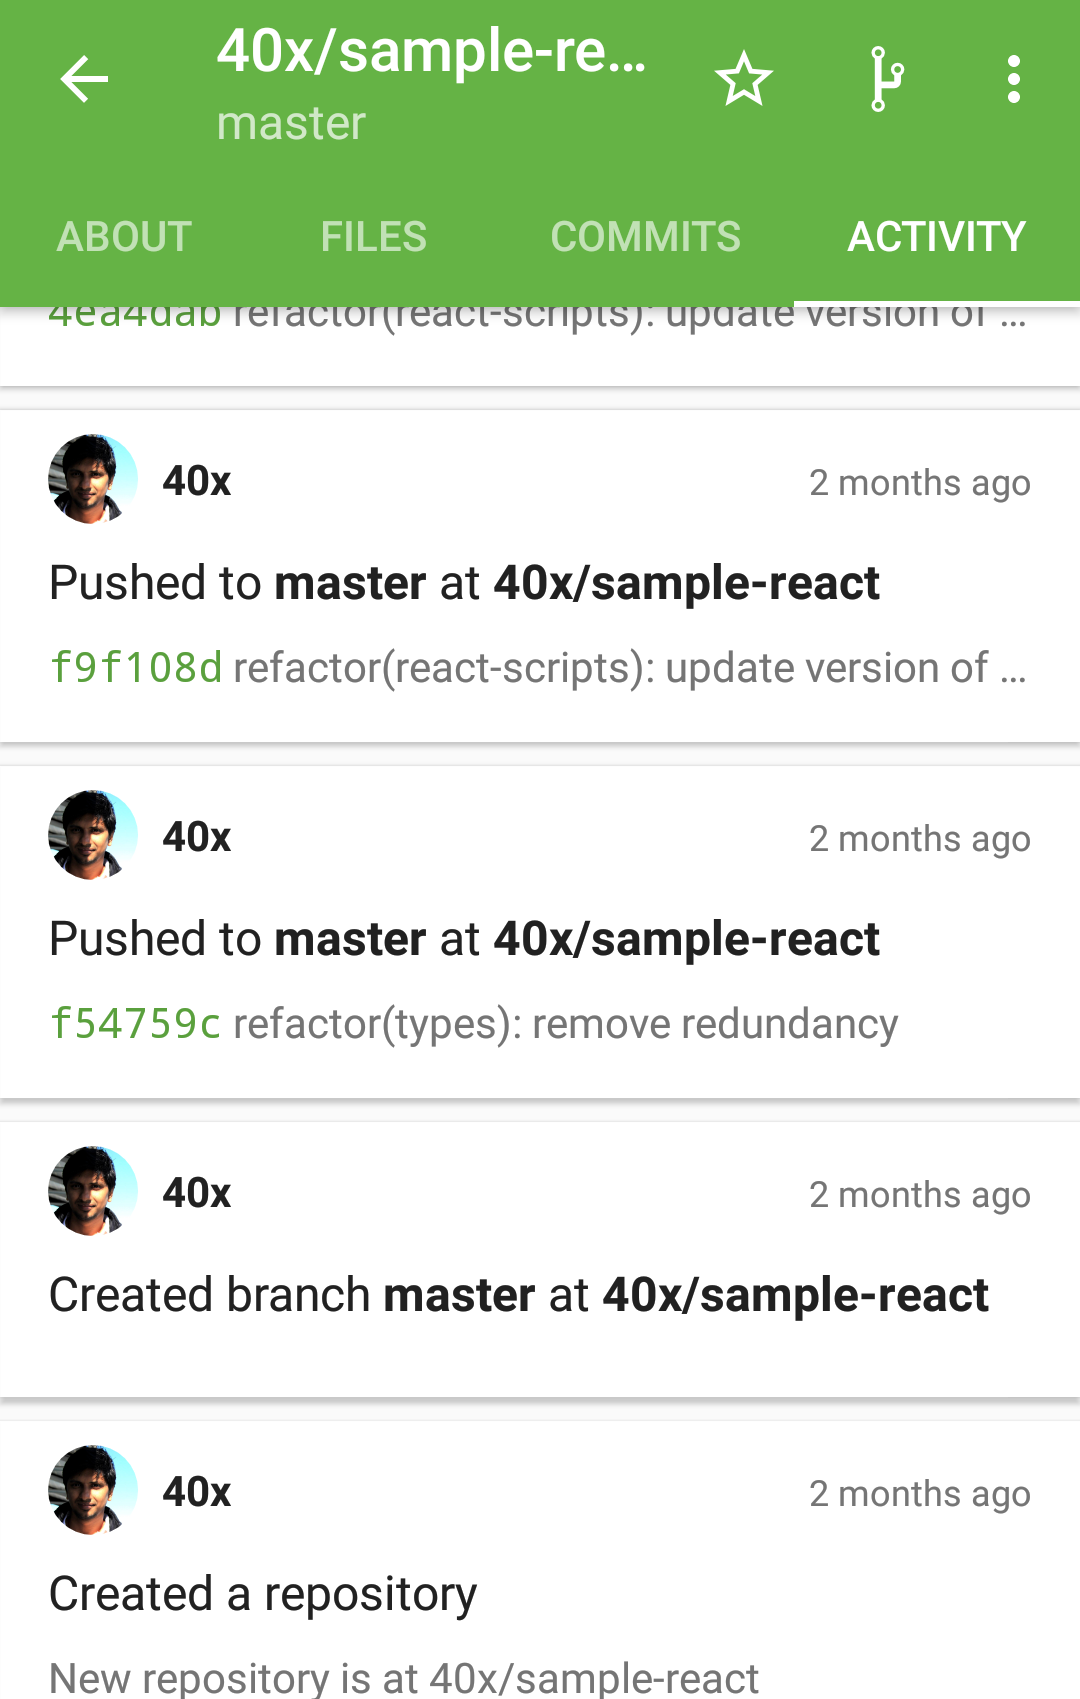 40x/sample-re...
master
ABOUT FILES COMMITS ACTIVITY
4ea4dab refactor(react-scripts): update version of ...
40x 2 months ago
Pushed to master at 40x/sample-react
f9f108d refactor(react-scripts): update version of ...
40x 2 months ago
Pushed to master at 40x/sample-react
f54759c refactor(types): remove redundancy
40x 2 months ago
Created branch master at 40x/sample-react
40x 2 months ago
Created a repository
New repository is at 40x/sample-react